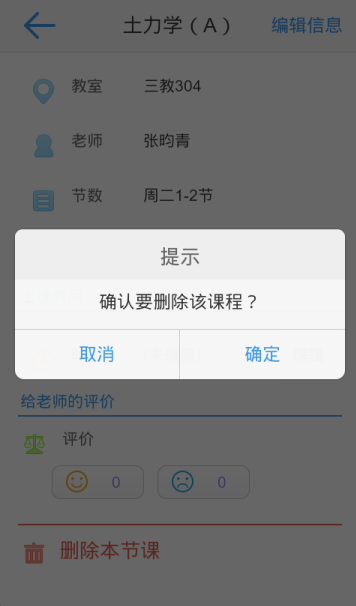 土力学（A） 编辑信息
教室 三教304
老师 张昀青
节数 周二1-2节
提示
确认要删除该课程？
取消 确定
给老师的评价
评价
0 0
删除本节课